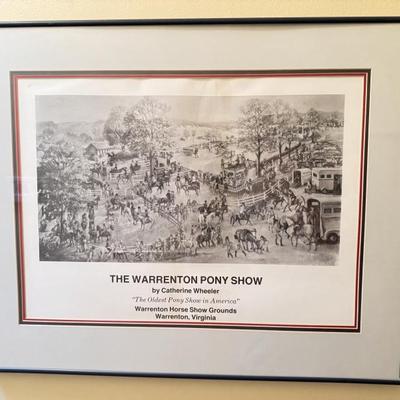 THE WARRENTON PONY SHOW
by Catherine Wheeler
"The Oldest Pony Show in America"
Warrenton Horse Show Grounds
Warrenton, Virginia